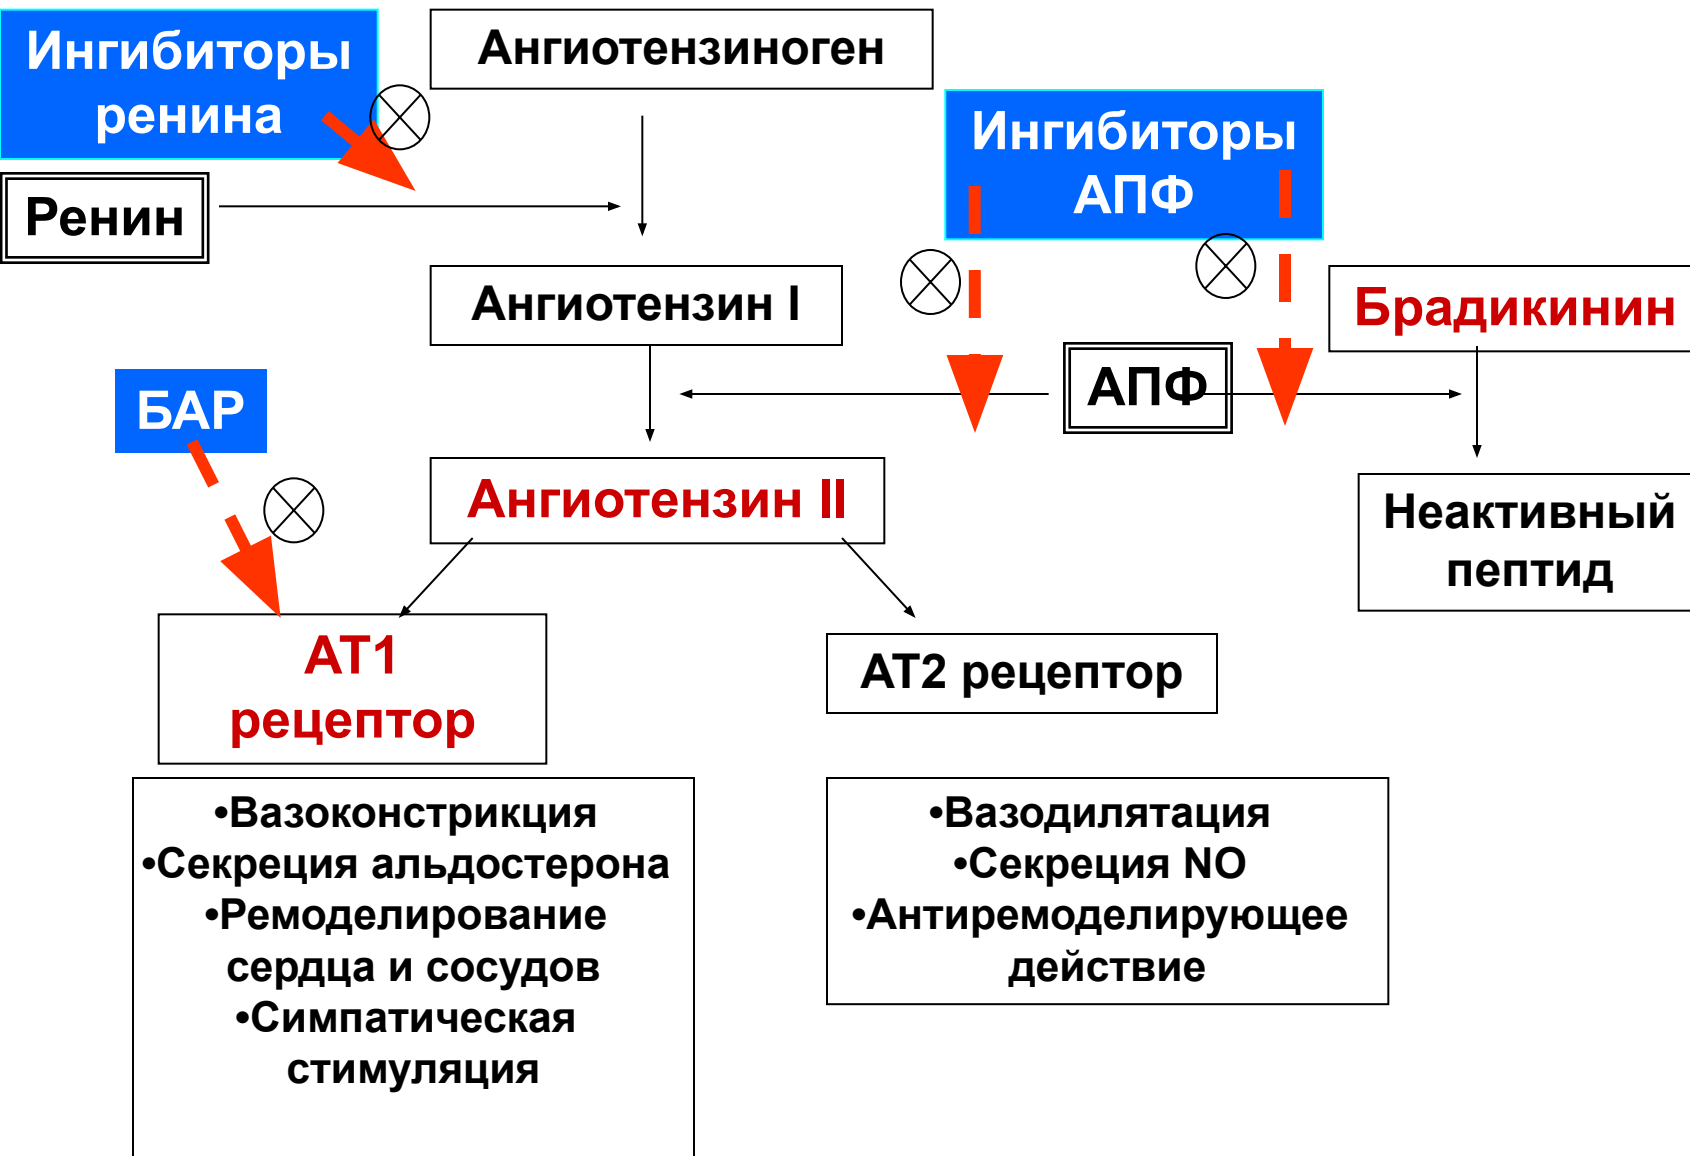 Ингибиторы
ренина
Ангиотензиноген
Ингибиторы
АПФ
Ренин
Ангиотензин I
Брадикинин
АПФ
БАР
Ангиотензин II
Неактивный
пептид
АТ1
рецептор
АТ2 рецептор
•Вазоконстрикция
•Секреция альдостерона
•Ремоделирование
сердца и сосудов
•Симпатическая
стимуляция
•Вазодилятация
•Секреция NO
•Антиремоделирующее
действие